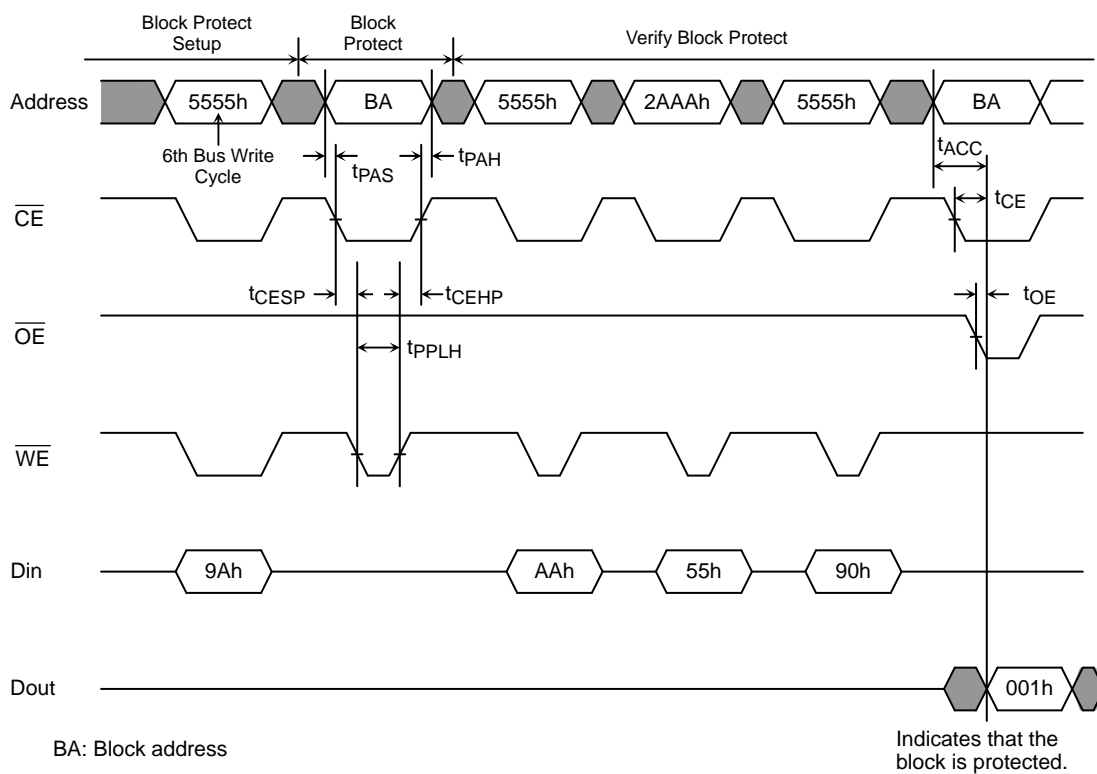 Block Protect
Setup
Block
Protect
Verify Block Protect
Address
5555h
BA
5555h
2AAAh
5555h
BA
6th Bus Write
Cycle
tPAS
tPAH
tACC
tCE
CE
tCESP
tCEHP
tOE
OE
tPPLH
WE
Din
9Ah
AAh
55h
90h
Dout
001h
BA: Block address
Indicates that the
block is protected.